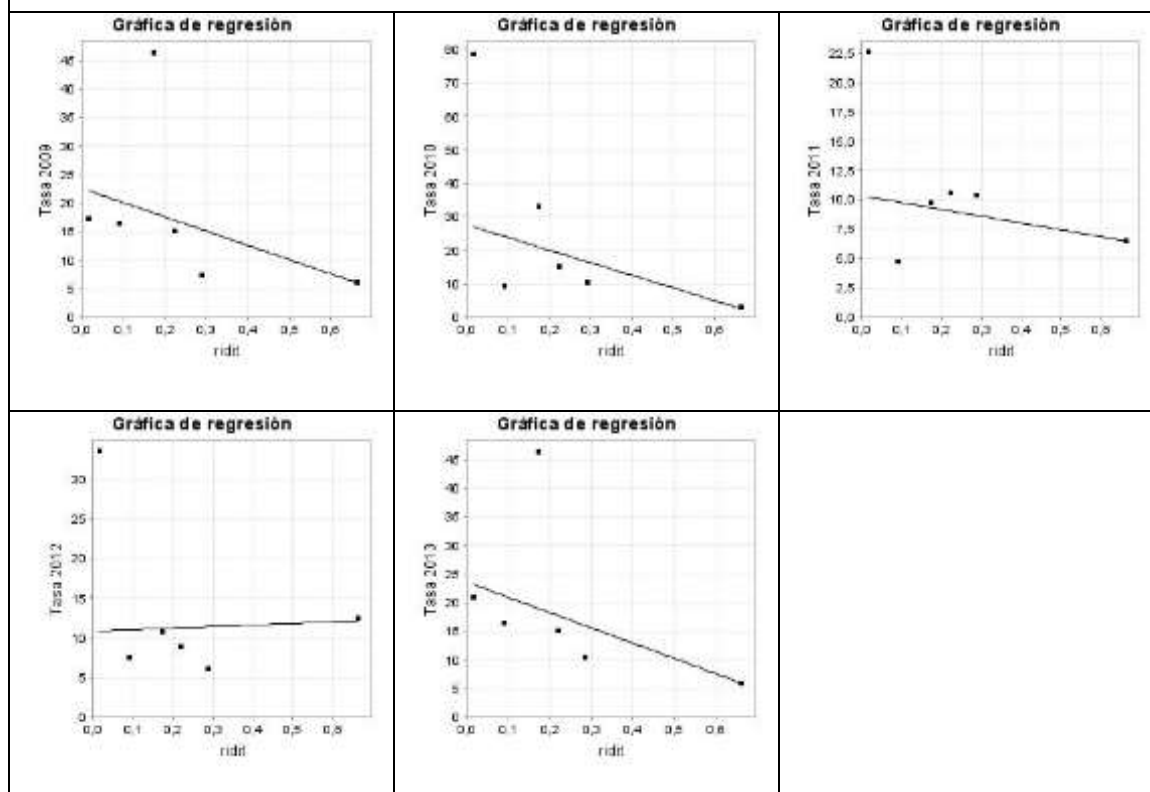 Gráfica de regresión
Tasa 2009
45
40
35
30
25
20
15
10
5
0
0,0 0,1 0,2 0,3 0,4 0,5 0,6
ridit
Gráfica de regresión
Tasa 2010
80
70
60
50
40
30
20
10
0
0,0 0,1 0,2 0,3 0,4 0,5 0,6
ridit
Gráfica de regresión
Tasa 2011
22,5
20,0
17,5
15,0
12,5
10,0
7,5
5,0
2,5
0,0
0,0 0,1 0,2 0,3 0,4 0,5 0,6
ridit
Gráfica de regresión
Tasa 2012
30
25
20
15
10
5
0
0,0 0,1 0,2 0,3 0,4 0,5 0,6
ridit
Gráfica de regresión
Tasa 2013
45
40
35
30
25
20
15
10
5
0
0,0 0,1 0,2 0,3 0,4 0,5 0,6
ridit